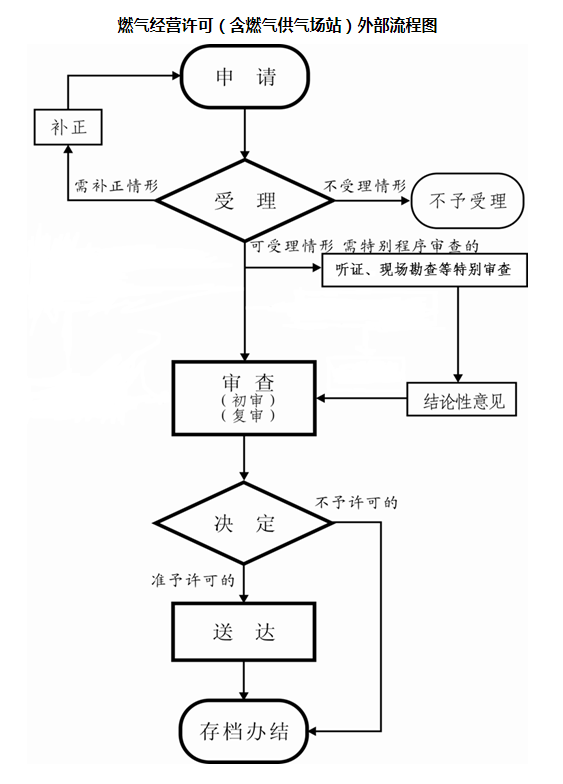 燃气经营许可（含燃气供气场站）外部流程图
申 请
补正
需补正情形
受 理
不受理情形
不予受理
可受理情形 需特别程序审查的
听证、现场勘查等特别审查
审 查
（初审）
（复审）
结论性意见
决 定
不予许可的
准予许可的
送 达
存档办结